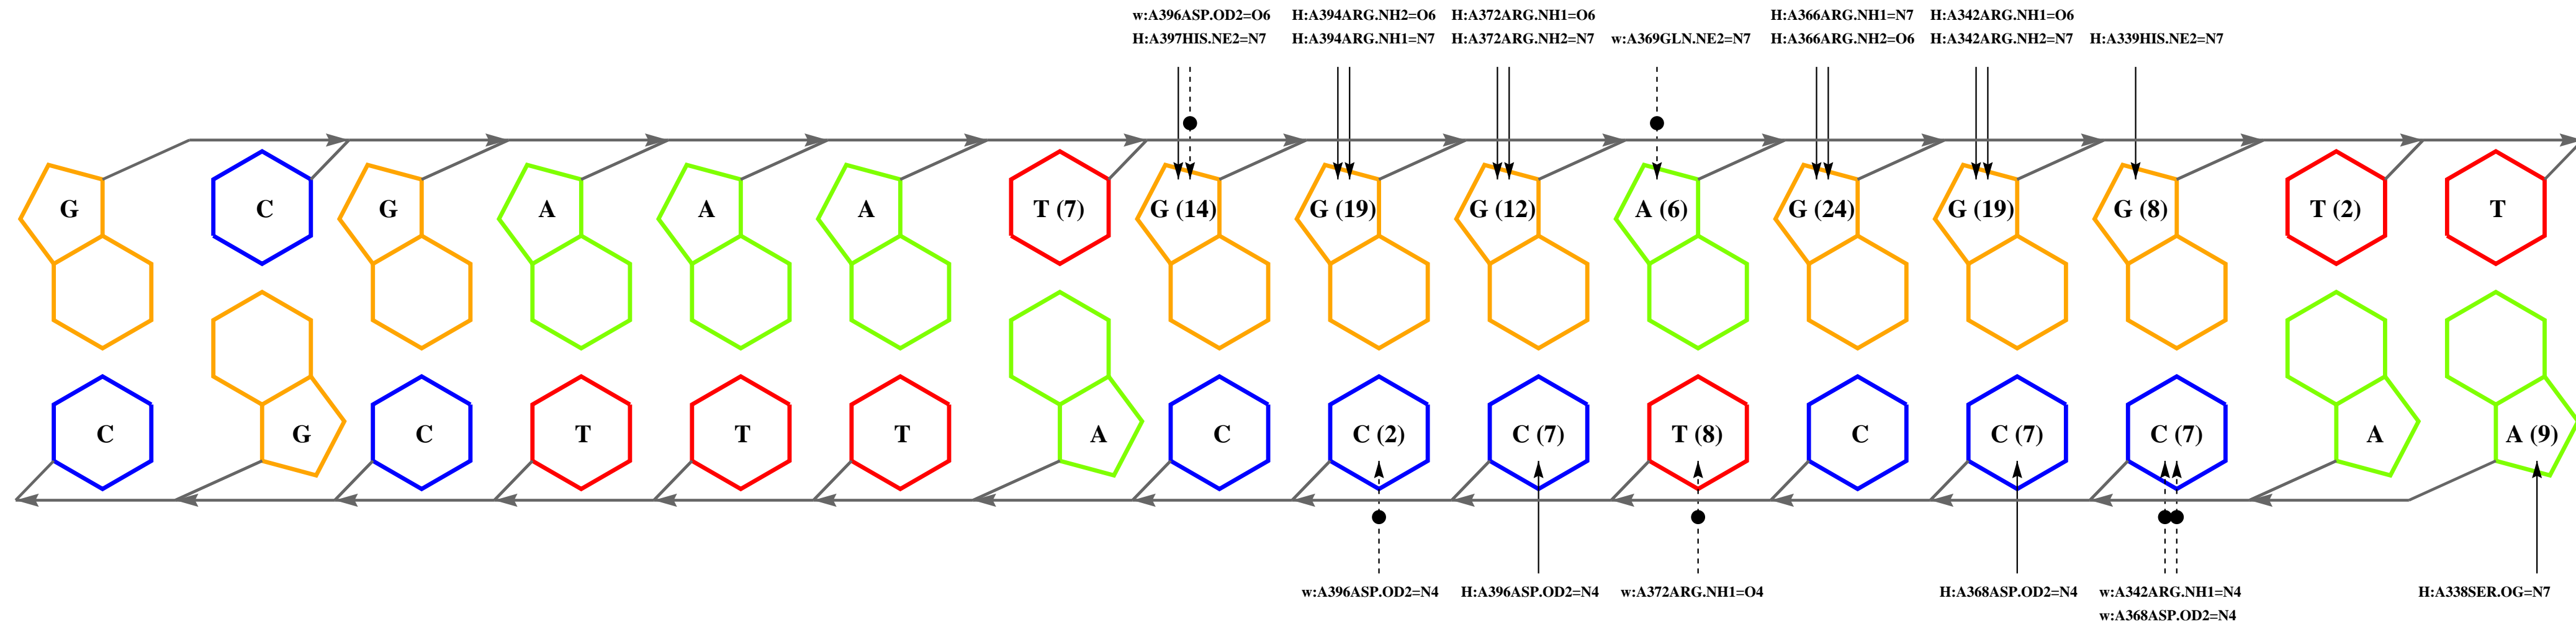 w:A396ASP.OD2=O6 H:A394ARG.NH2=O6 H:A372ARG.NH1=O6 H:A366ARG.NH1=N7 H:A342ARG.NH1=O6
H:A397HIS.NE2=N7 H:A394ARG.NH1=N7 H:A372ARG.NH2=N7 w:A369GLN.NE2=N7 H:A366ARG.NH2=O6 H:A342ARG.NH2=N7 H:A339HIS.NE2=N7
G C G A A A T (7) G (14) G (19) G (12) A (6) G (24) G (19) G (8) T (2) T
C G C T T T A C C (2) C (7) T (8) C C (7) C (7) A A (9)
w:A396ASP.OD2=N4 H:A396ASP.OD2=N4 w:A372ARG.NH1=O4 H:A368ASP.OD2=N4 w:A342ARG.NH1=N4 H:A338SER.OG=N7
w:A368ASP.OD2=N4